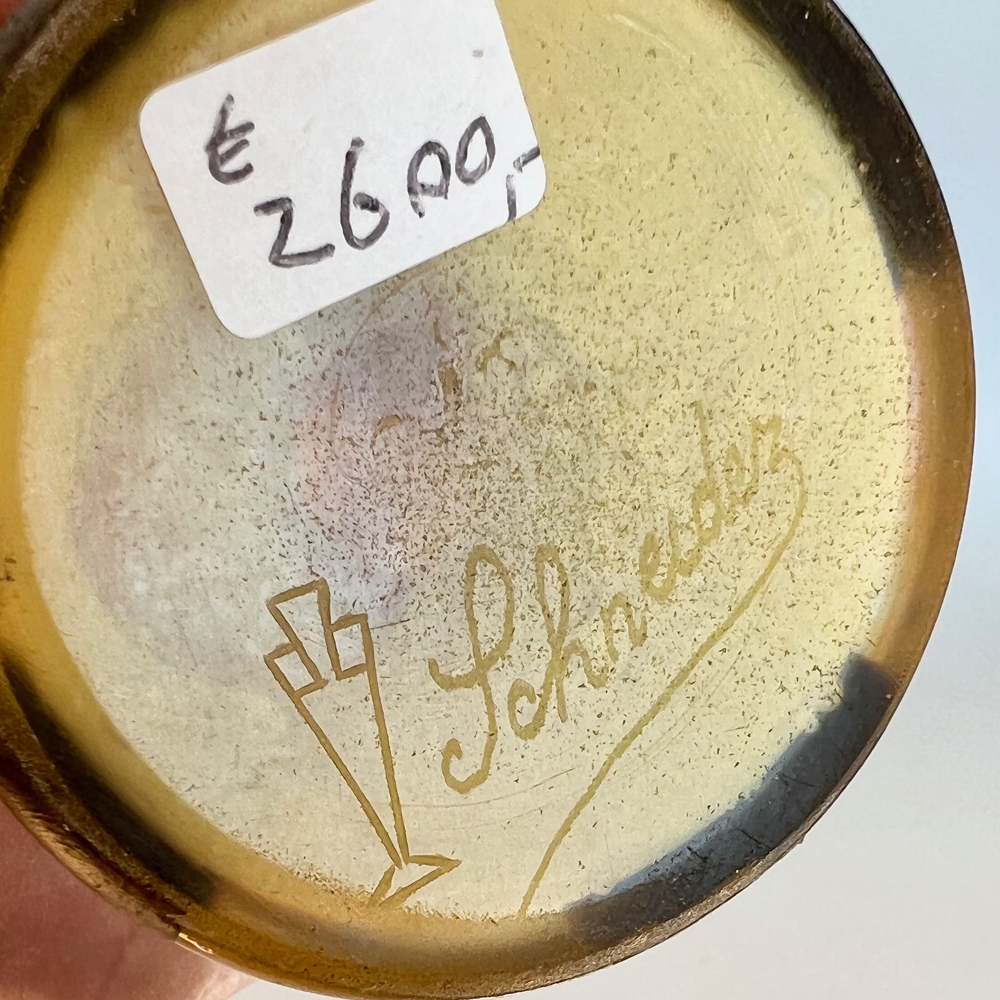 €
2600,-
Schneider